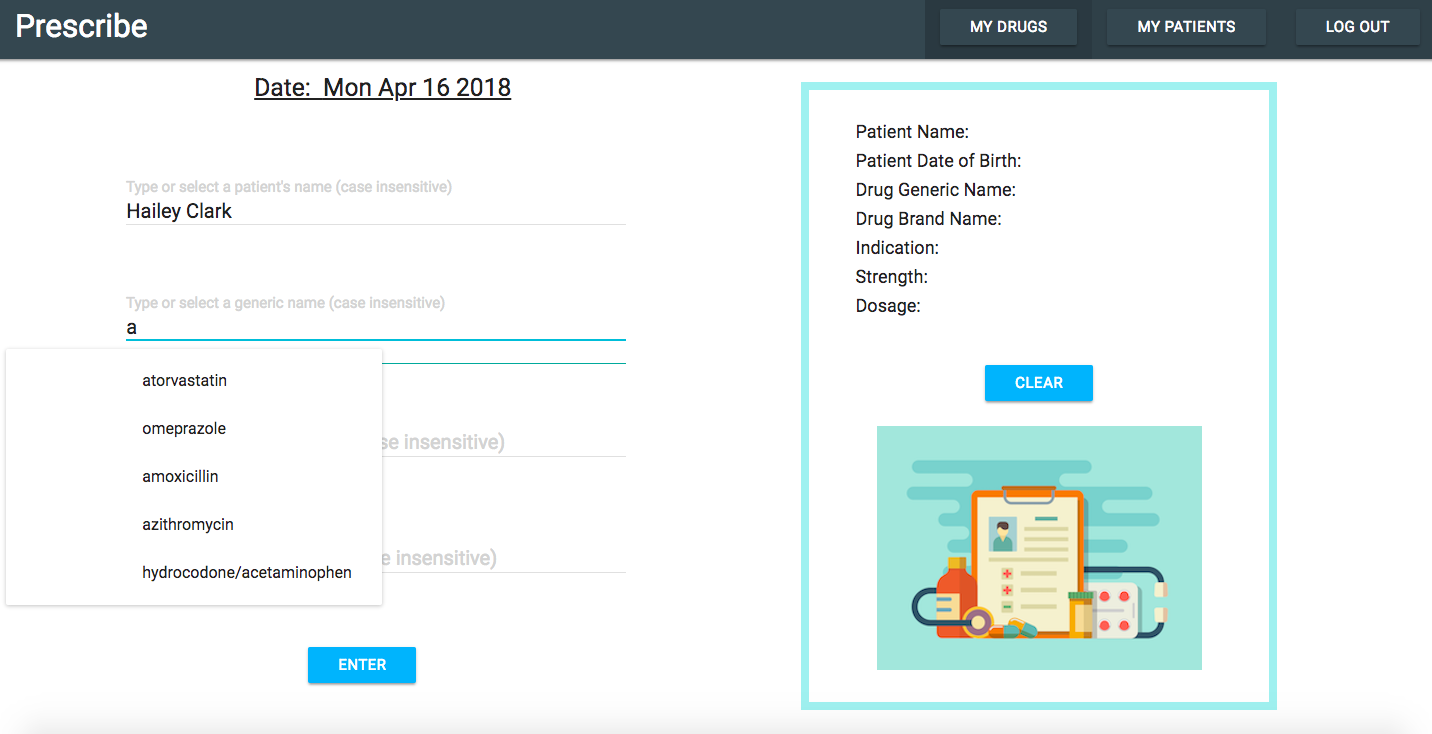 Prescribe
MY DRUGS
MY PATIENTS
LOG OUT
Date:  Mon Apr 16 2018
Type or select a patient's name (case insensitive)
Hailey Clark
Type or select a generic name (case insensitive)
a
atorvastatin
omeprazole
amoxicillin
azithromycin
hydrocodone/acetaminophen
insensitive)
insensitive)
ENTER
Patient Name:
Patient Date of Birth:
Drug Generic Name:
Drug Brand Name:
Indication:
Strength:
Dosage:
CLEAR